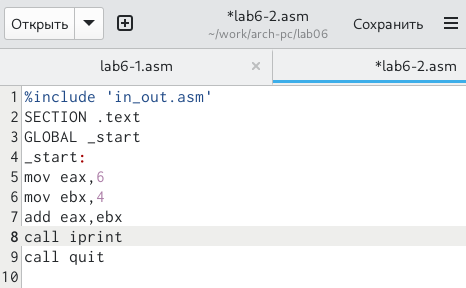 Открыть
*lab6-2.asm
~/work/arch-pc/lab06
Сохранить
lab6-1.asm
*lab6-2.asm
1 %include 'in_out.asm'
2 SECTION .text
3 GLOBAL _start
4 _start:
5 mov eax,6
6 mov ebx,4
7 add eax,ebx
8 call iprint
9 call quit
10